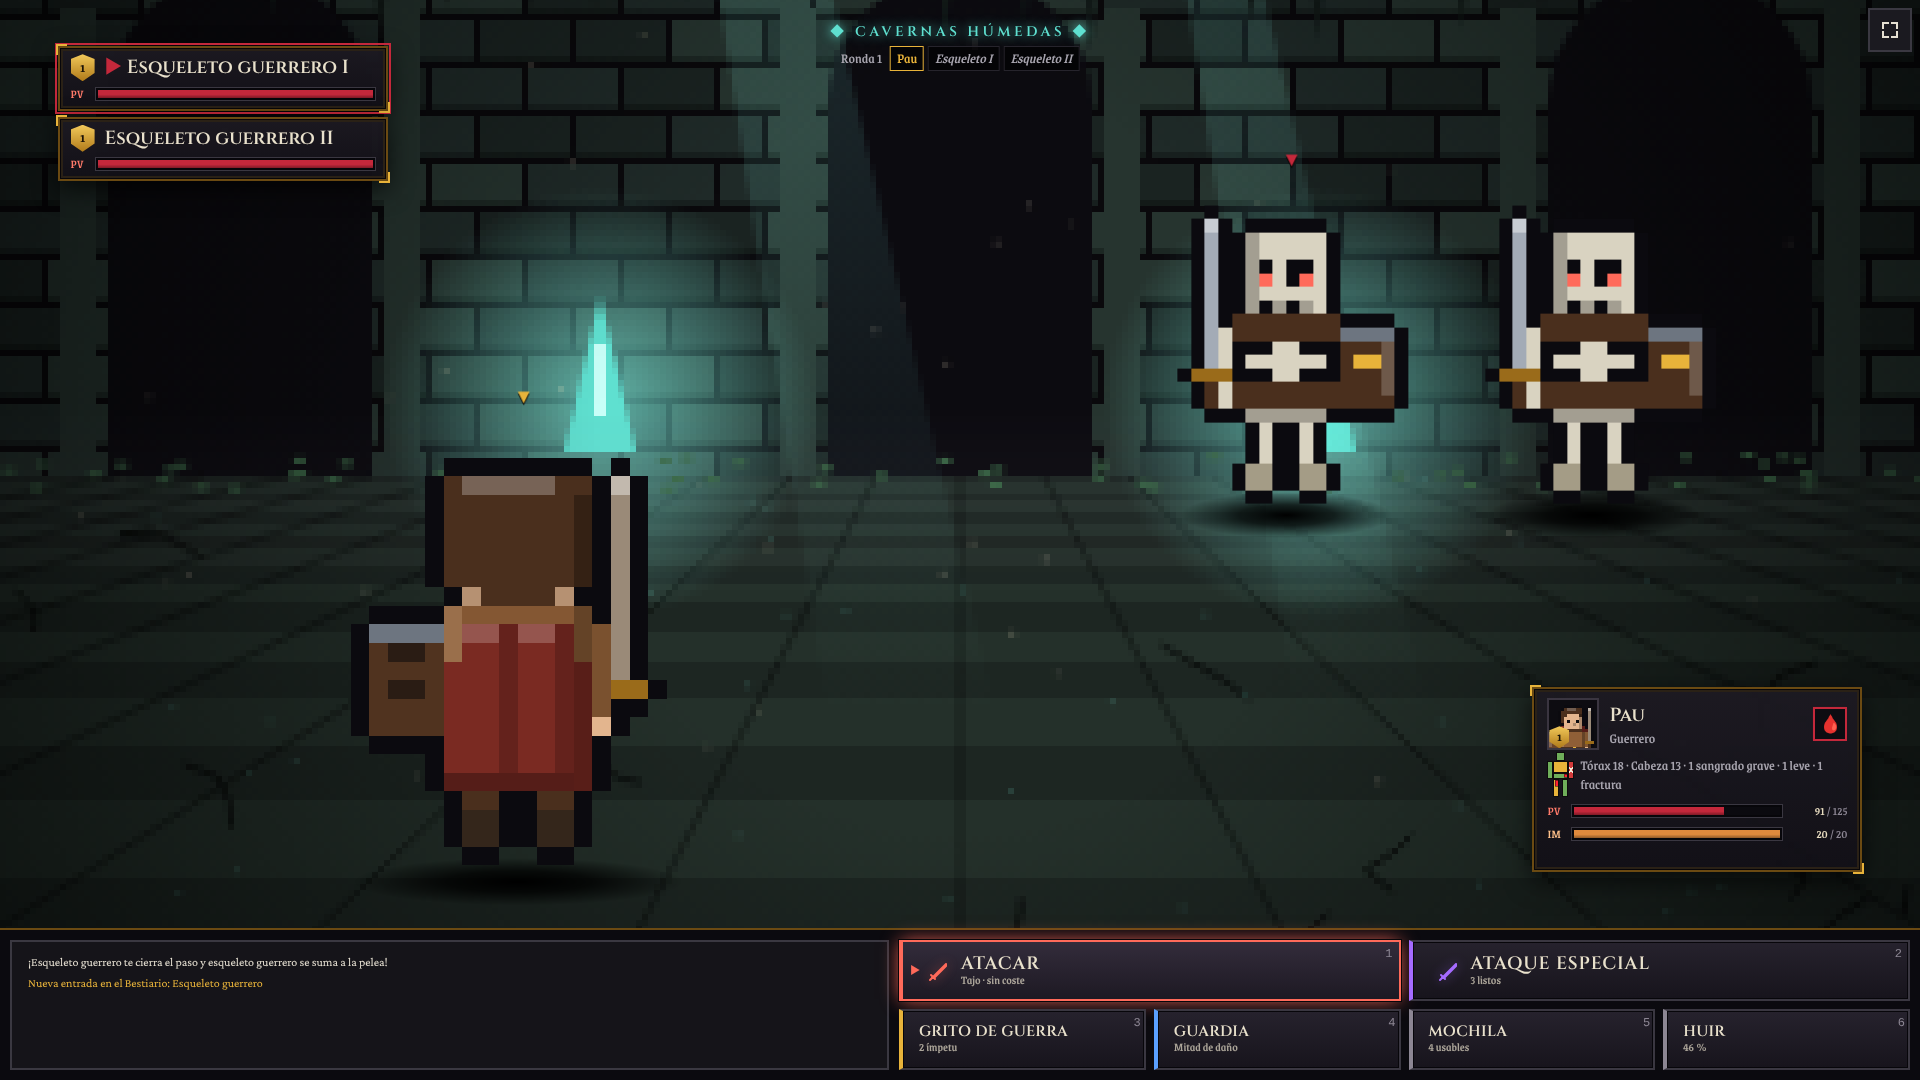 CAVERNAS HÚMEDAS
Ronda 1 Pau Esqueleto I Esqueleto II
1 ESQUELETO GUERRERO I
PV
1 ESQUELETO GUERRERO II
PV
1
PAU
Guerrero
Tórax 18 · Cabeza 13 · 1 sangrado grave · 1 leve · 1
fractura
PV 91 / 125
IM 20 / 20
¡Esqueleto guerrero te cierra el paso y esqueleto guerrero se suma a la pelea!
Nueva entrada en el Bestiario: Esqueleto guerrero
ATACAR 1
Tajo · sin coste
ATAQUE ESPECIAL 2
3 listos
GRITO DE GUERRA 3
2 ímpetu
GUARDIA 4
Mitad de daño
MOCHILA 5
4 usables
HUIR 6
46 %